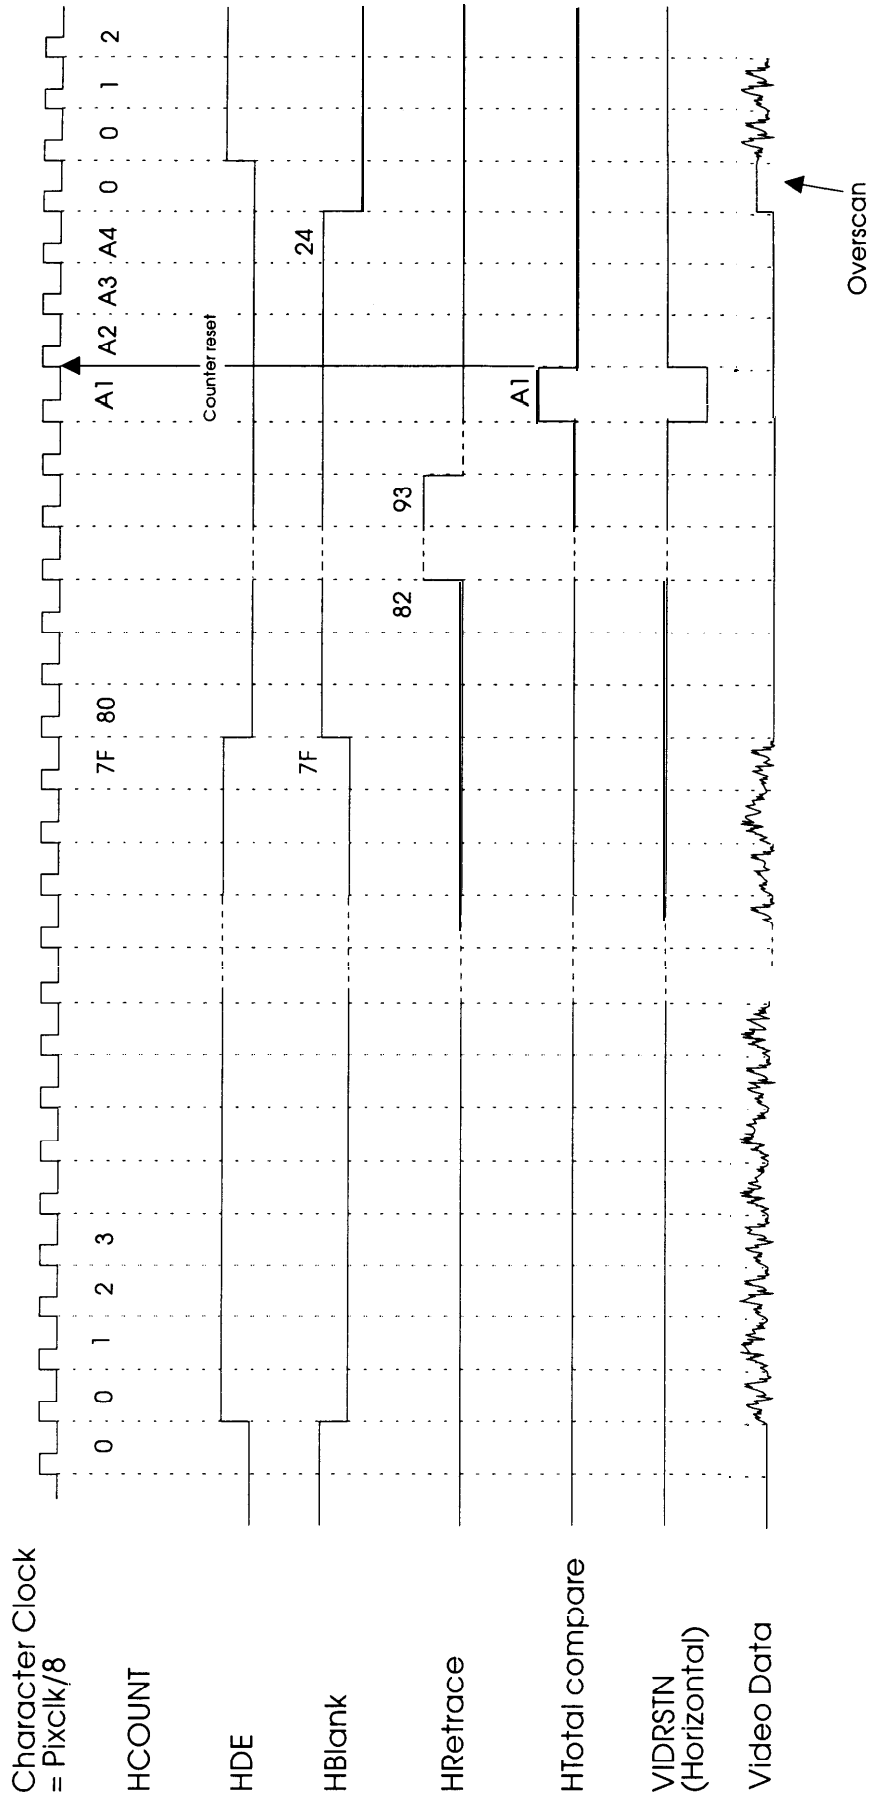 Character Clock
= Pixclk/8
HCOUNT 0 0 1 2 3 7F 80 A1 A2 A3 A4 0 0 1 2
Counter reset
HDE
HBlank 7F 24
HRetrace 82 93
HTotal compare A1
VIDRSTN
(Horizontal)
Video Data
Overscan